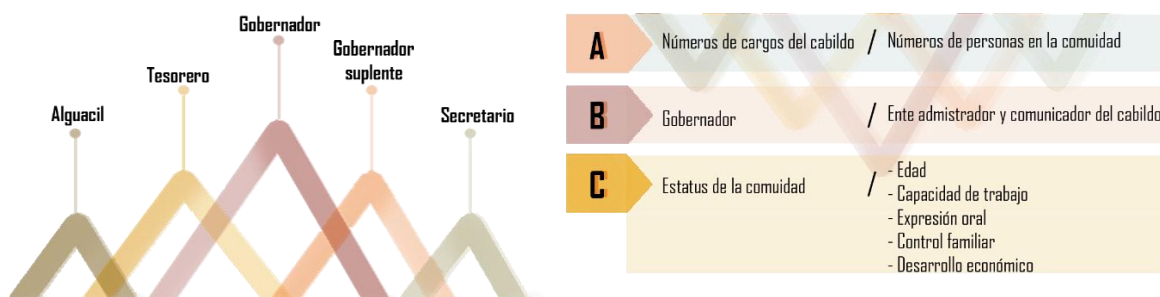 Gobernador
Gobernador
suplente
Tesorero
Alguacil
Secretario
A Números de cargos del cabildo / Números de personas en la comuidad
B Gobernador / Ente admistrador y comunicador del cabildo
C Estatus de la comuidad / - Edad
- Capacidad de trabajo
- Expresión oral
- Control familiar
- Desarrollo económico